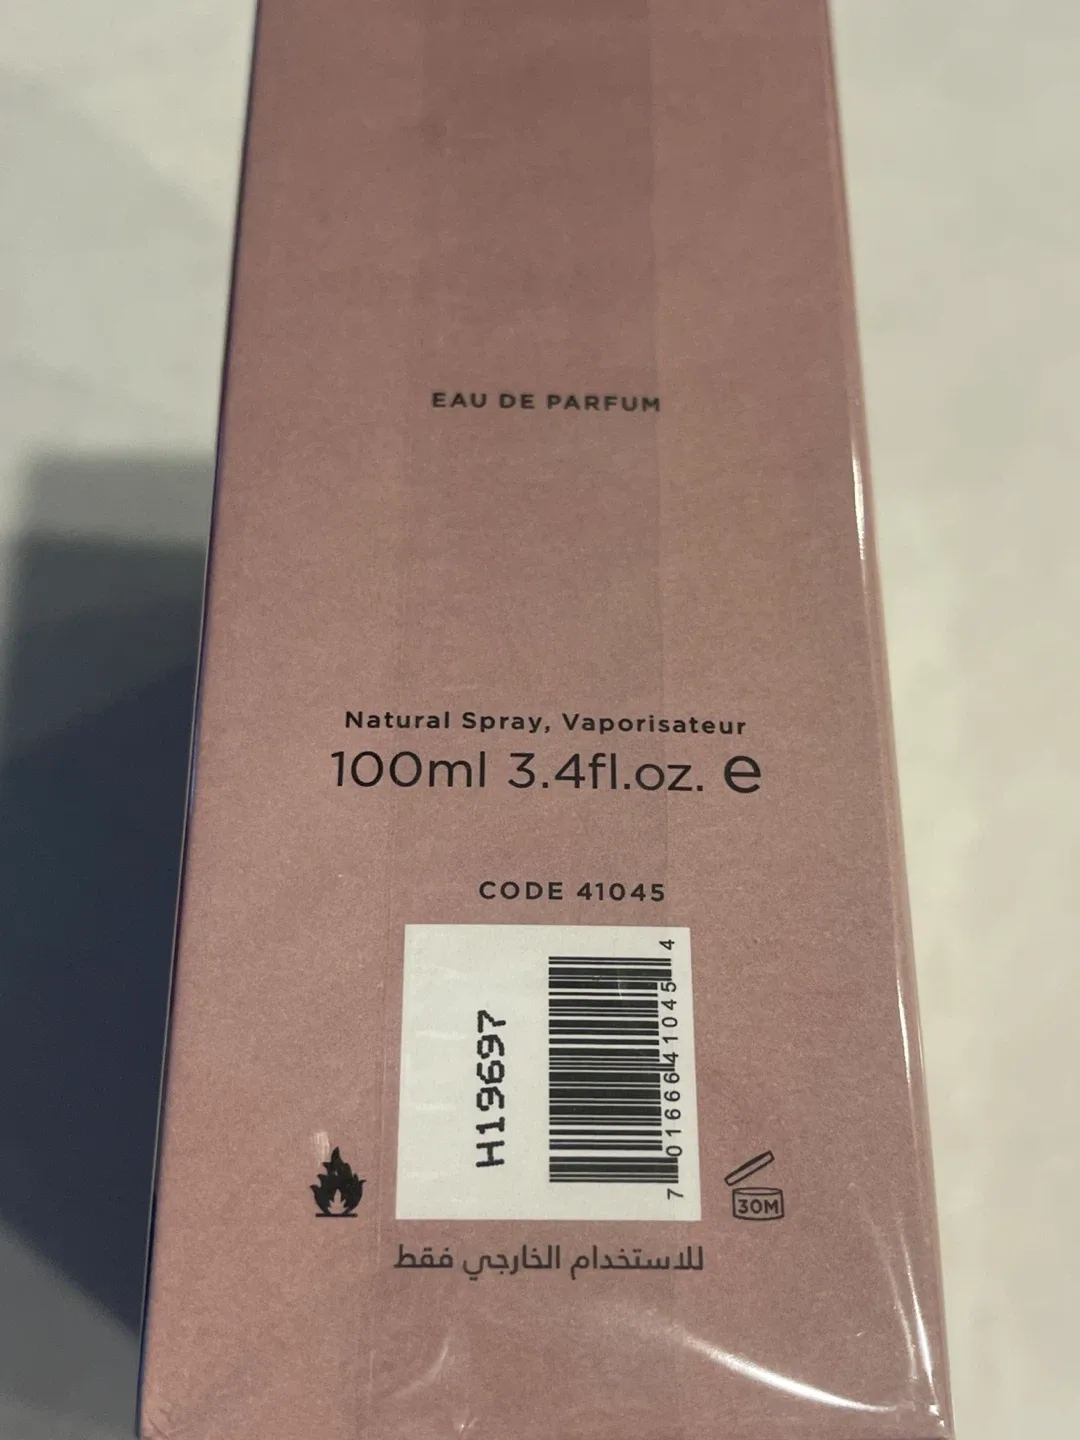 EAU DE PARFUM
Natural Spray, Vaporisateur
100ml 3.4fl.oz. e
CODE 41045
H19697
7 01666 41045 4
30M
للاستخدام الخارجي فقط